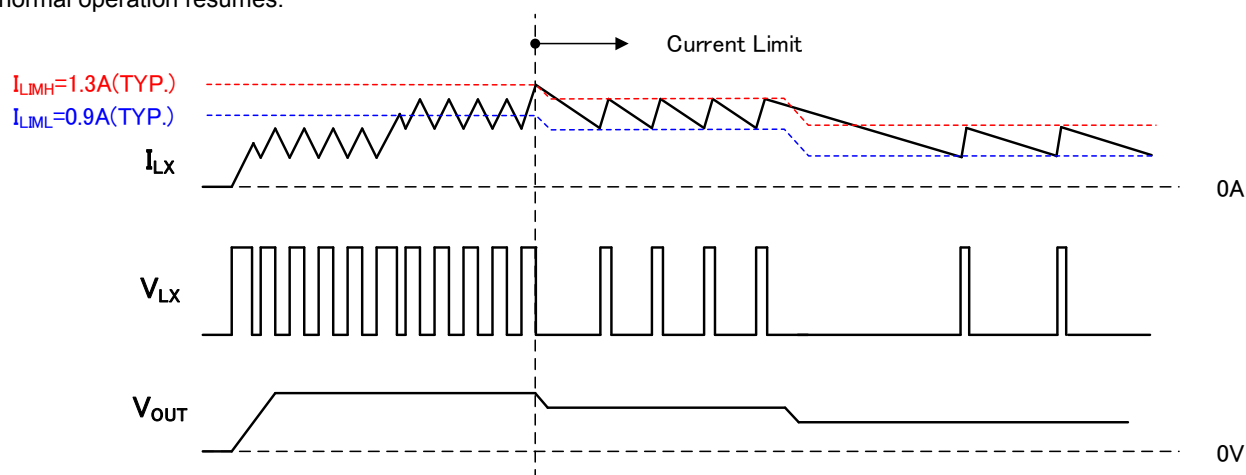 normal operation resumes.
Current Limit
ILIMH=1.3A(TYP.)
ILIML=0.9A(TYP.)
ILX
0A
VLX
VOUT
0V